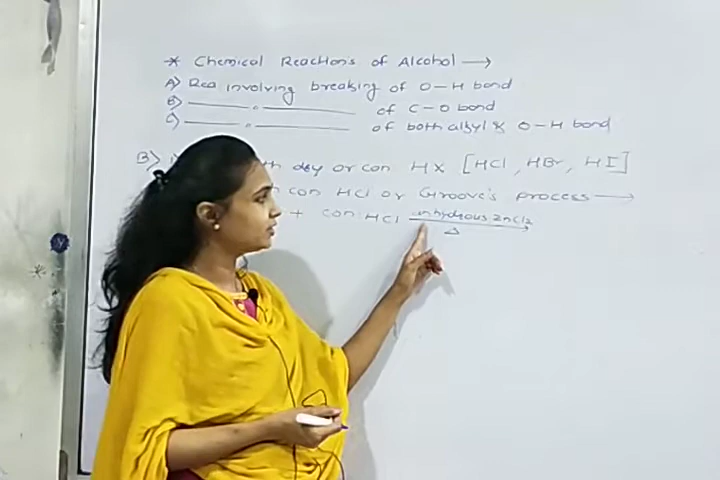 * Chemical Reactions of Alcohol →
A) Rea involving breaking of O-H bond
B) —— " —— of C-O bond
C) —— " —— of both alkyl & O-H bond
B) dry or con HX [HCl, HBr, HI]
con HCl or Groove's process →
+ con. HCl anhydrous ZnCl2 →
Δ